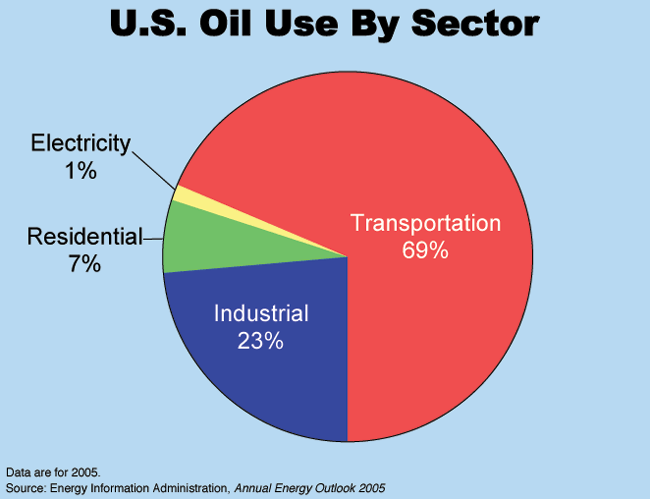 U.S. Oil Use By Sector
Electricity
1%
Transportation
69%
Residential
7%
Industrial
23%
Data are for 2005.
Source: Energy Information Administration, Annual Energy Outlook 2005